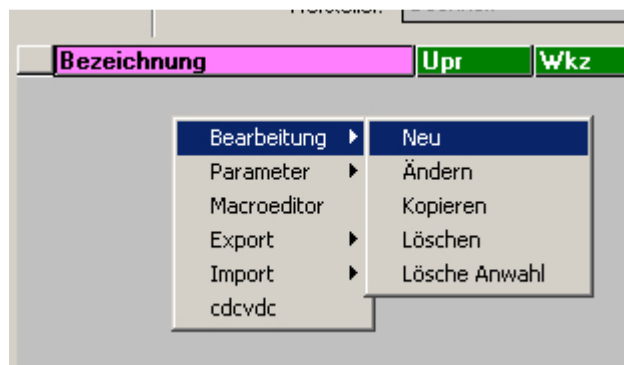 Bezeichnung Upr Wkz
Bearbeitung Neu
Parameter Ändern
Macroeditor Kopieren
Export Löschen
Import Lösche Anwahl
cdcvdc